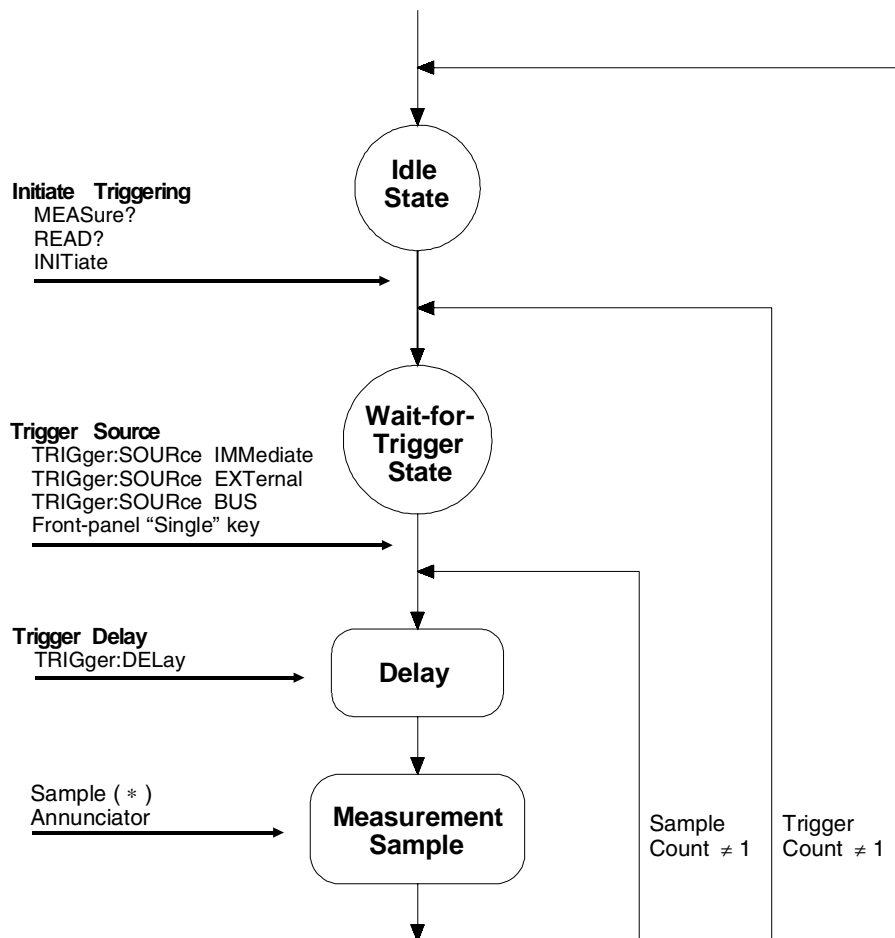 Idle
State
Initiate Triggering
MEASure?
READ?
INITiate
Wait-for-
Trigger
State
Trigger Source
TRIGger:SOURce IMMediate
TRIGger:SOURce EXTernal
TRIGger:SOURce BUS
Front-panel “Single” key
Trigger Delay
TRIGger:DELay
Delay
Sample ( * )
Annunciator
Measurement
Sample
Sample
Count ≠ 1
Trigger
Count ≠ 1